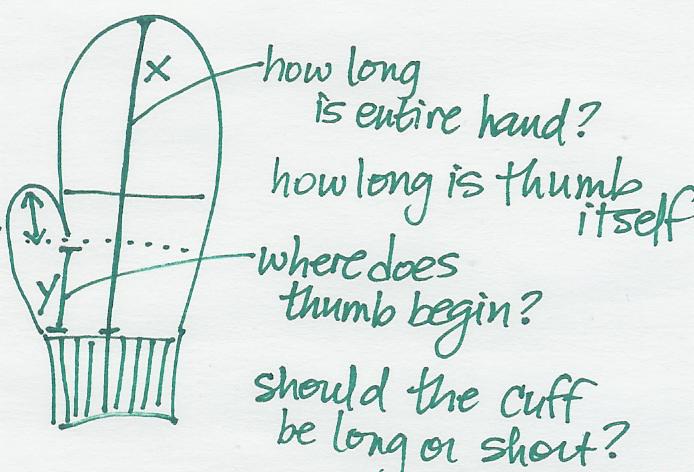 X
how long
is entire hand?
how long is thumb
itself
where does
thumb begin?
y
should the cuff
be long or short?